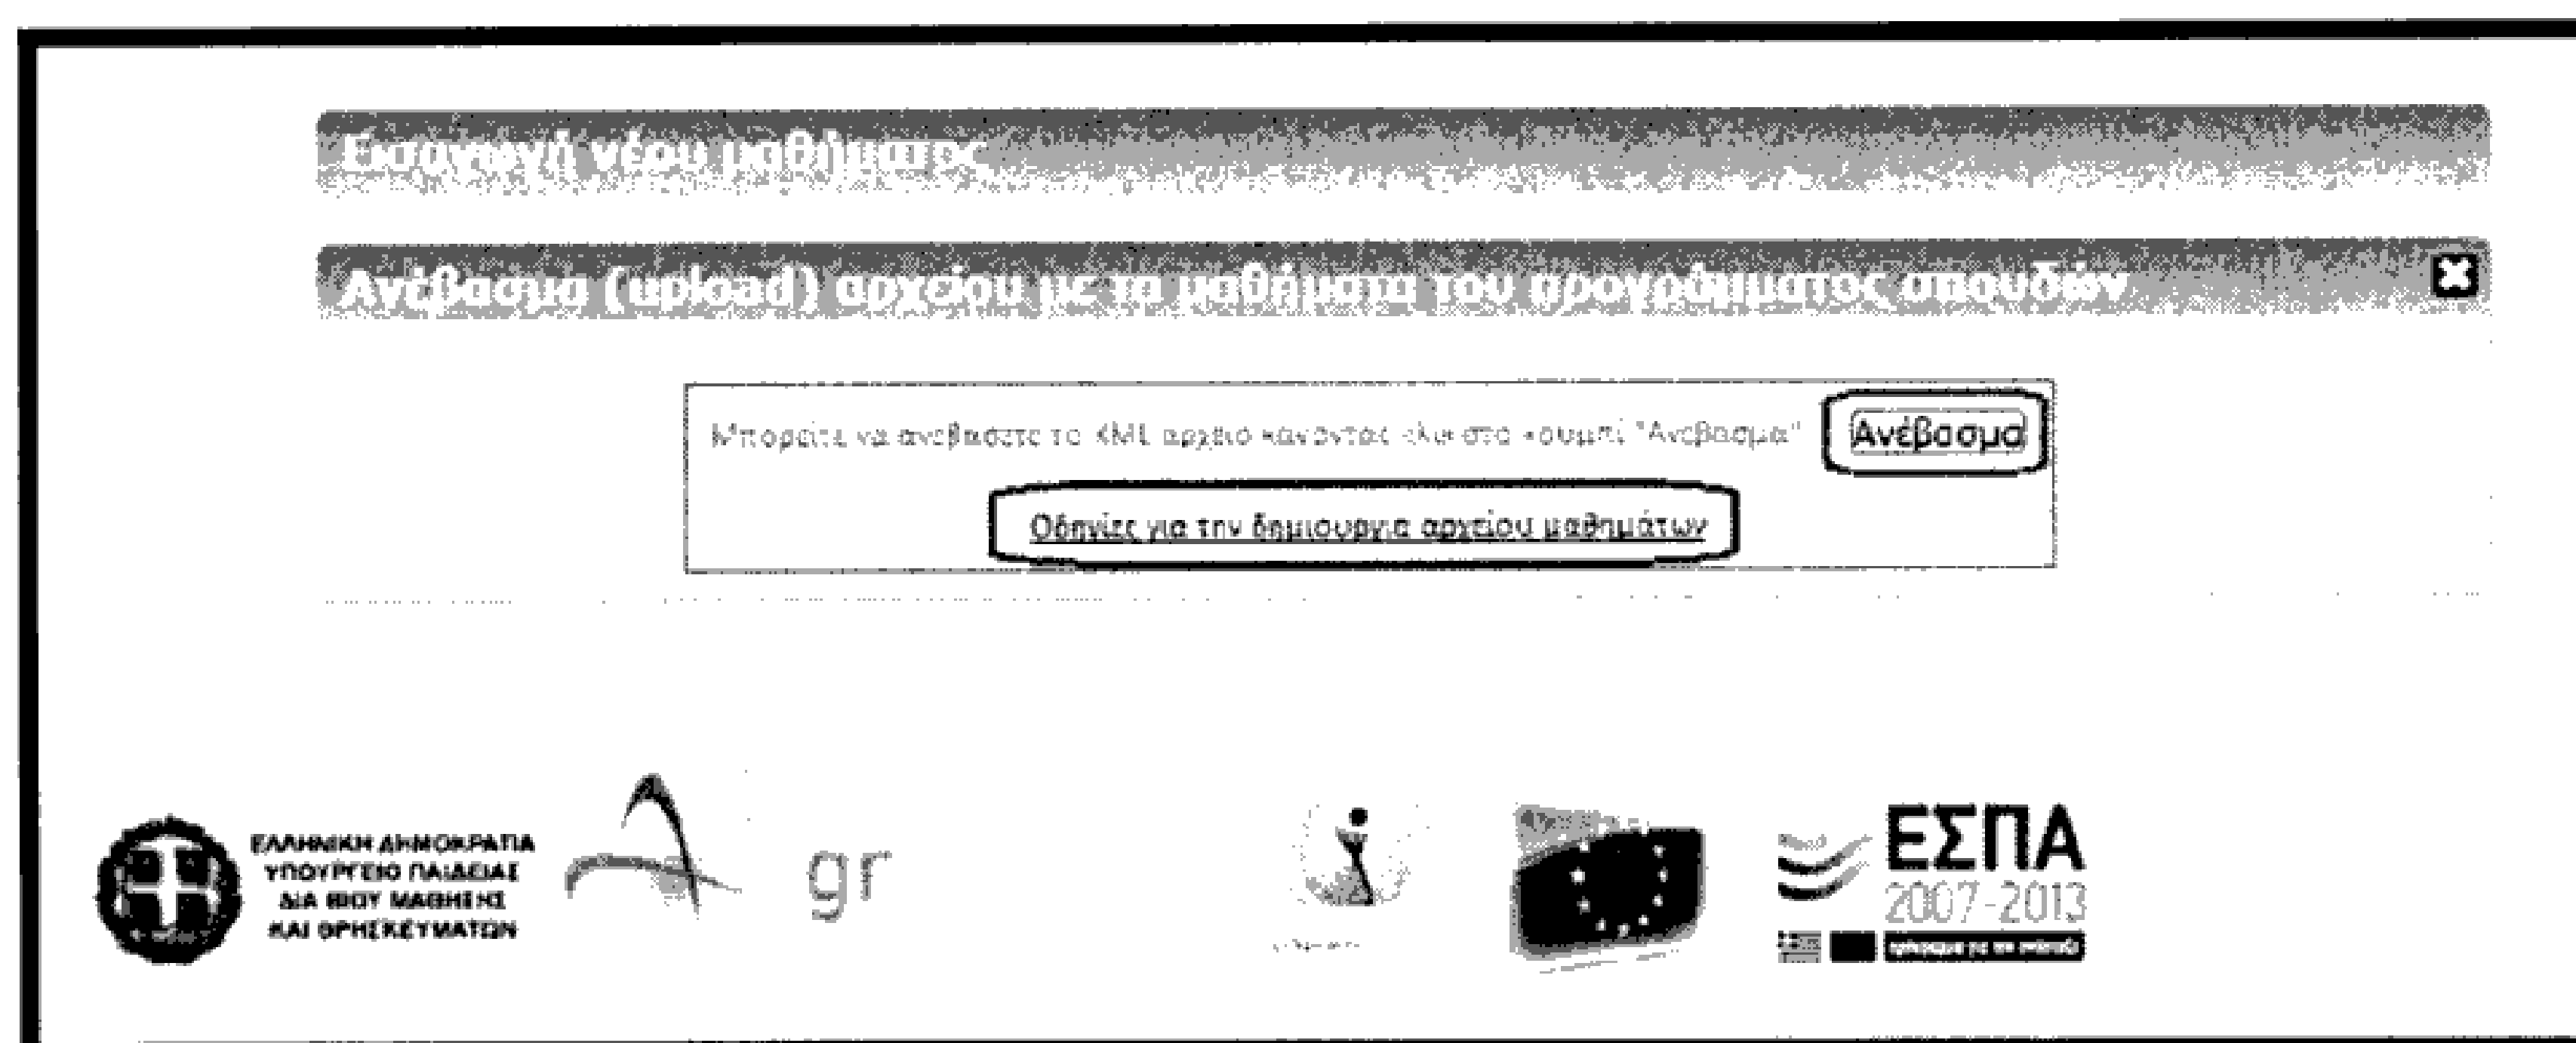 Εισαγωγή νέου μαθήματος
Ανέβασμα (upload) αρχείου με τα μαθήματα του προγράμματος σπουδών
Μπορείτε να ανεβάσετε το XML αρχείο κάνοντας κλικ στο κουμπί "Ανέβασμα" Ανέβασμα
Οδηγίες για την δημιουργία αρχείου μαθημάτων
ΕΛΛΗΝΙΚΗ ΔΗΜΟΚΡΑΤΙΑ
ΥΠΟΥΡΓΕΙΟ ΠΑΙΔΕΙΑΣ
ΔΙΑ ΒΙΟΥ ΜΑΘΗΣΗΣ
ΚΑΙ ΘΡΗΣΚΕΥΜΑΤΩΝ
gr
ΕΣΠΑ
2007-2013